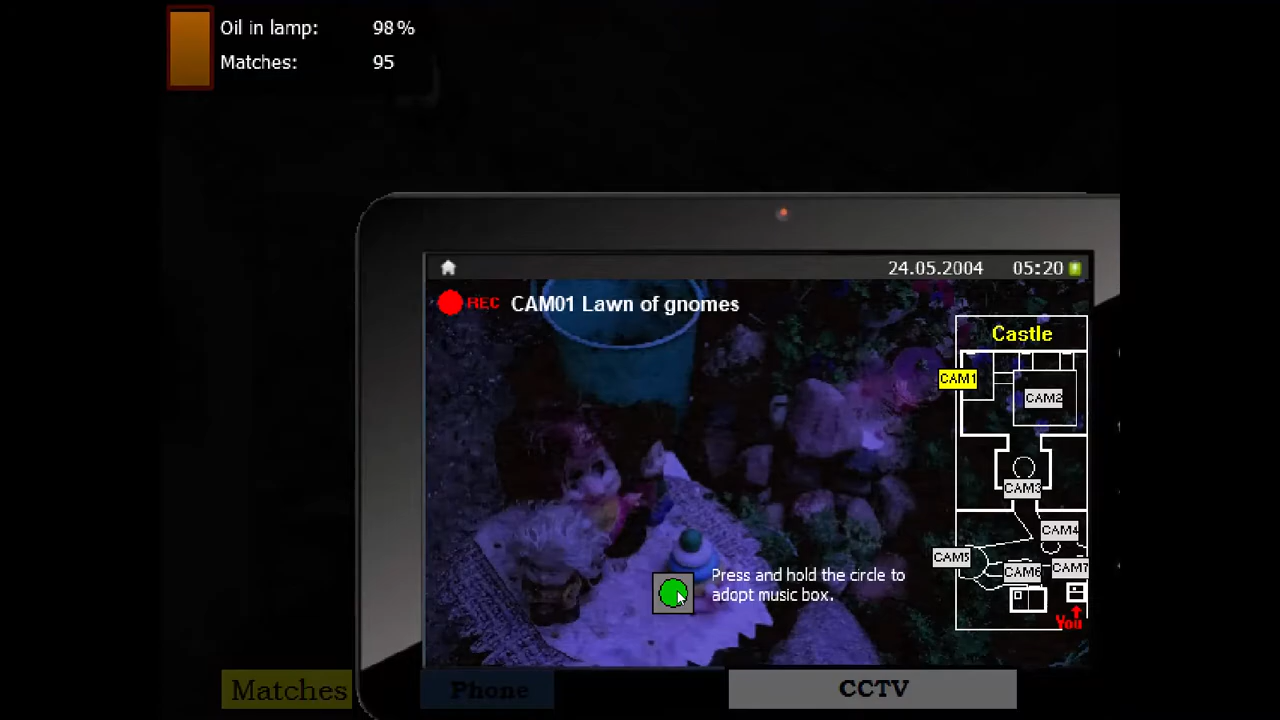 Oil in lamp: 98%
Matches: 95
24.05.2004 05:20
REC CAM01 Lawn of gnomes
Castle
CAM1
CAM2
CAM3
CAM4
CAM5
CAM6
CAM7
Press and hold the circle to
adopt music box.
You
Matches
Phone
CCTV